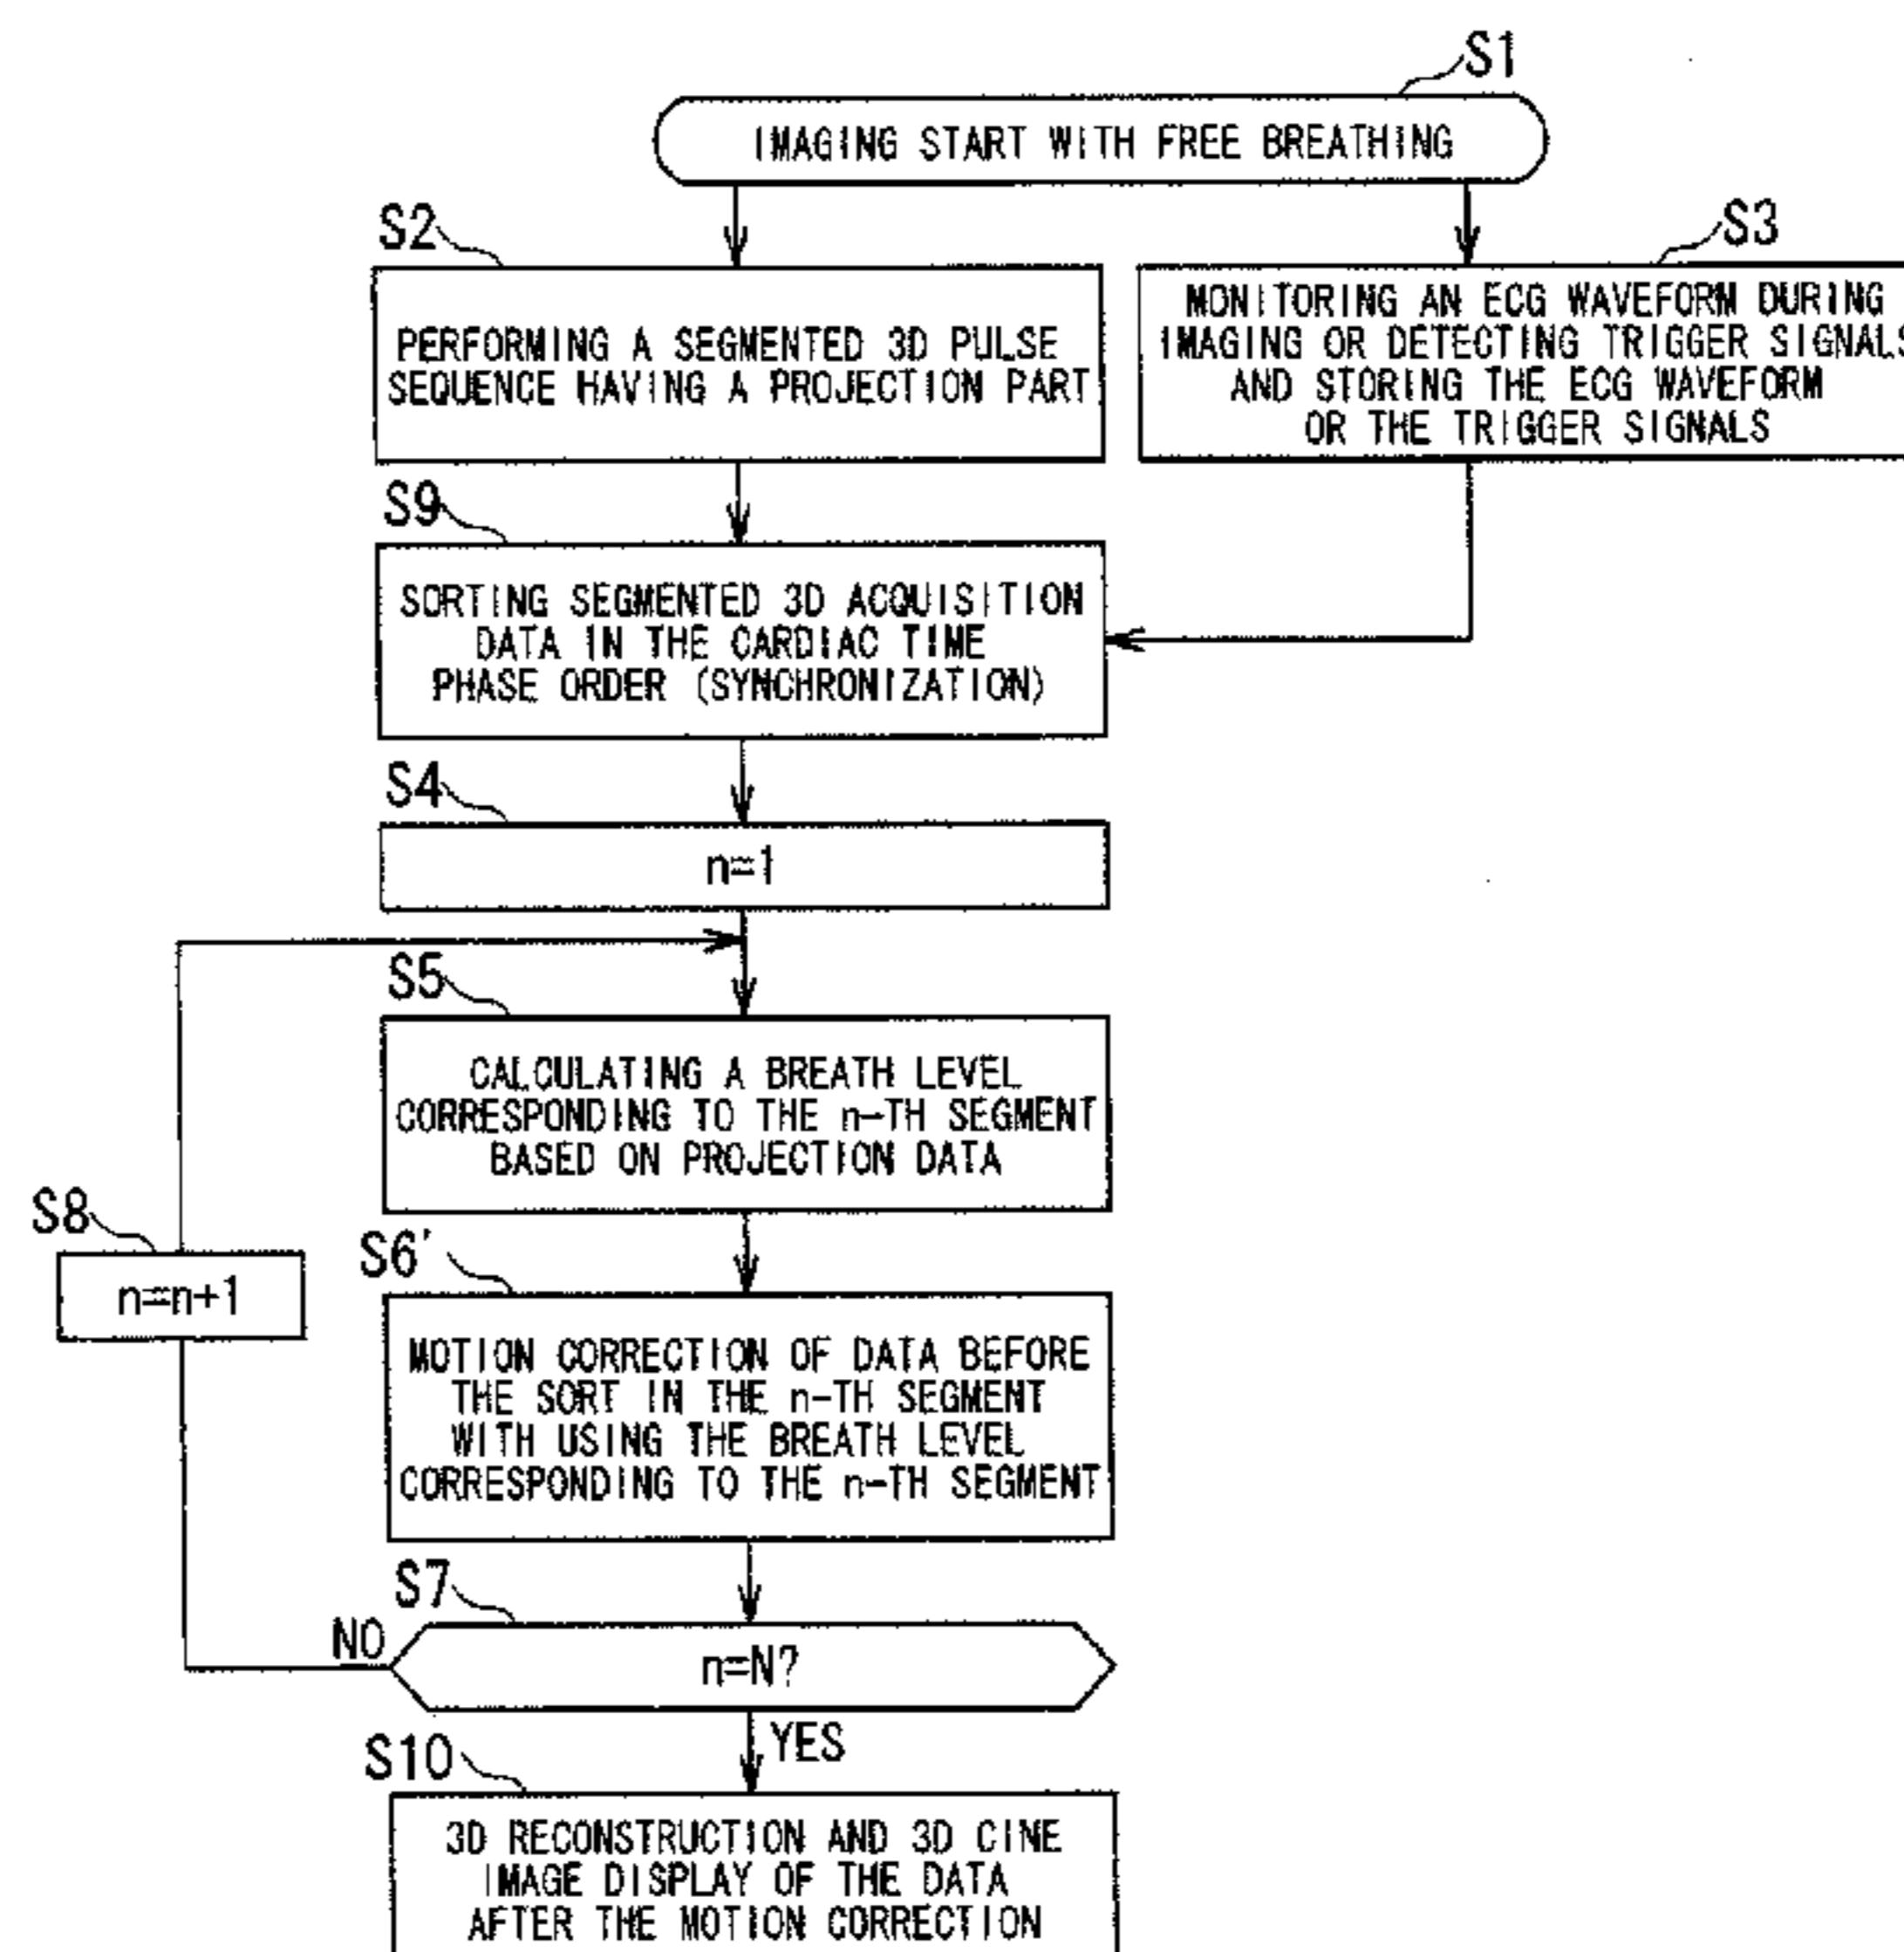 S1
IMAGING START WITH FREE BREATHING
S2
PERFORMING A SEGMENTED 3D PULSE
SEQUENCE HAVING A PROJECTION PART
S3
MONITORING AN ECG WAVEFORM DURING
IMAGING OR DETECTING TRIGGER SIGNALS
AND STORING THE ECG WAVEFORM
OR THE TRIGGER SIGNALS
S9
SORTING SEGMENTED 3D ACQUISITION
DATA IN THE CARDIAC TIME
PHASE ORDER (SYNCHRONIZATION)
S4
n=1
S5
CALCULATING A BREATH LEVEL
CORRESPONDING TO THE n-TH SEGMENT
BASED ON PROJECTION DATA
S8
n=n+1
S6'
MOTION CORRECTION OF DATA BEFORE
THE SORT IN THE n-TH SEGMENT
WITH USING THE BREATH LEVEL
CORRESPONDING TO THE n-TH SEGMENT
S7
NO
n=N?
YES
S10
3D RECONSTRUCTION AND 3D CINE
IMAGE DISPLAY OF THE DATA
AFTER THE MOTION CORRECTION